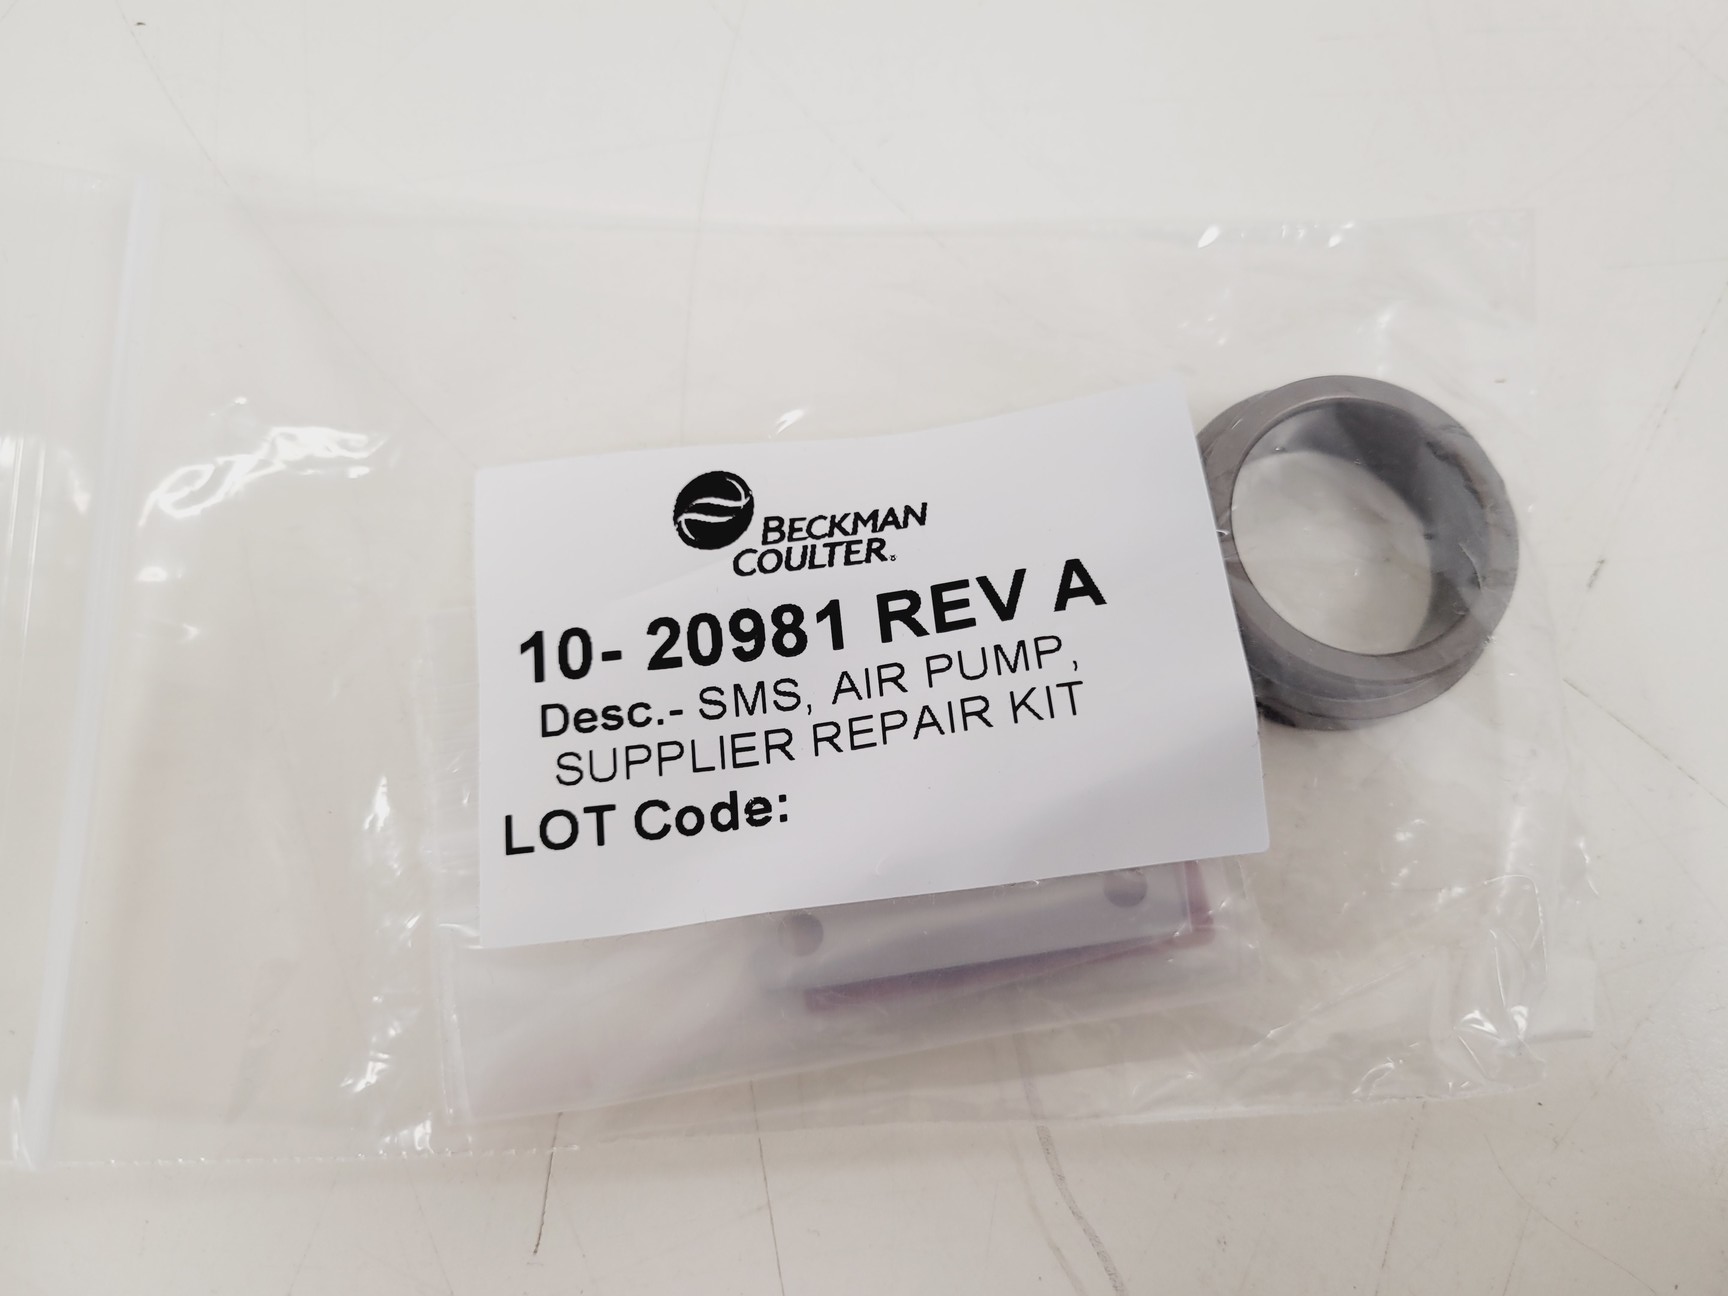 BECKMAN
COULTER®
10- 20981 REV A
Desc.- SMS, AIR PUMP,
SUPPLIER REPAIR KIT
LOT Code: